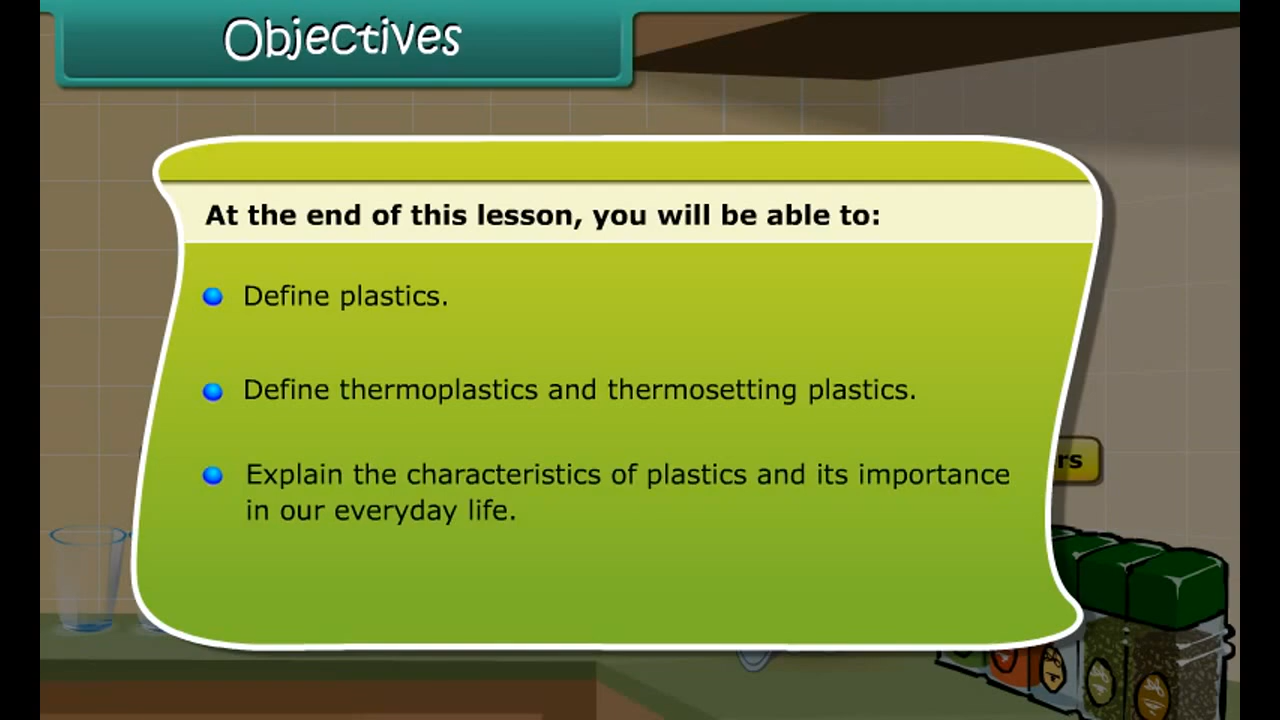 Objectives
At the end of this lesson, you will be able to:
Define plastics.
Define thermoplastics and thermosetting plastics.
Explain the characteristics of plastics and its importance
in our everyday life.
rs